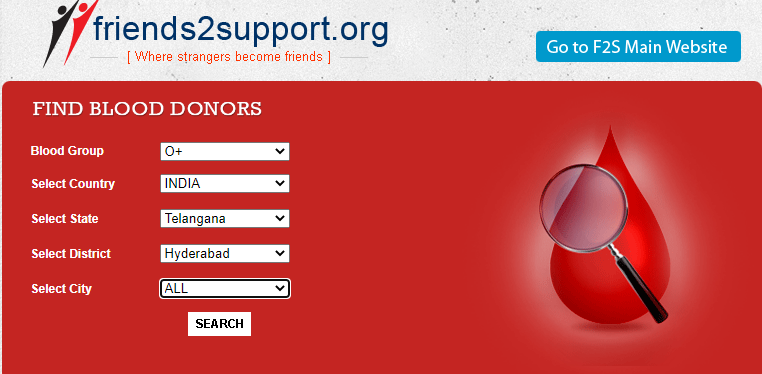 friends2support.org
[ Where strangers become friends ]
Go to F2S Main Website
FIND BLOOD DONORS
Blood Group O+
Select Country INDIA
Select State Telangana
Select District Hyderabad
Select City ALL
SEARCH